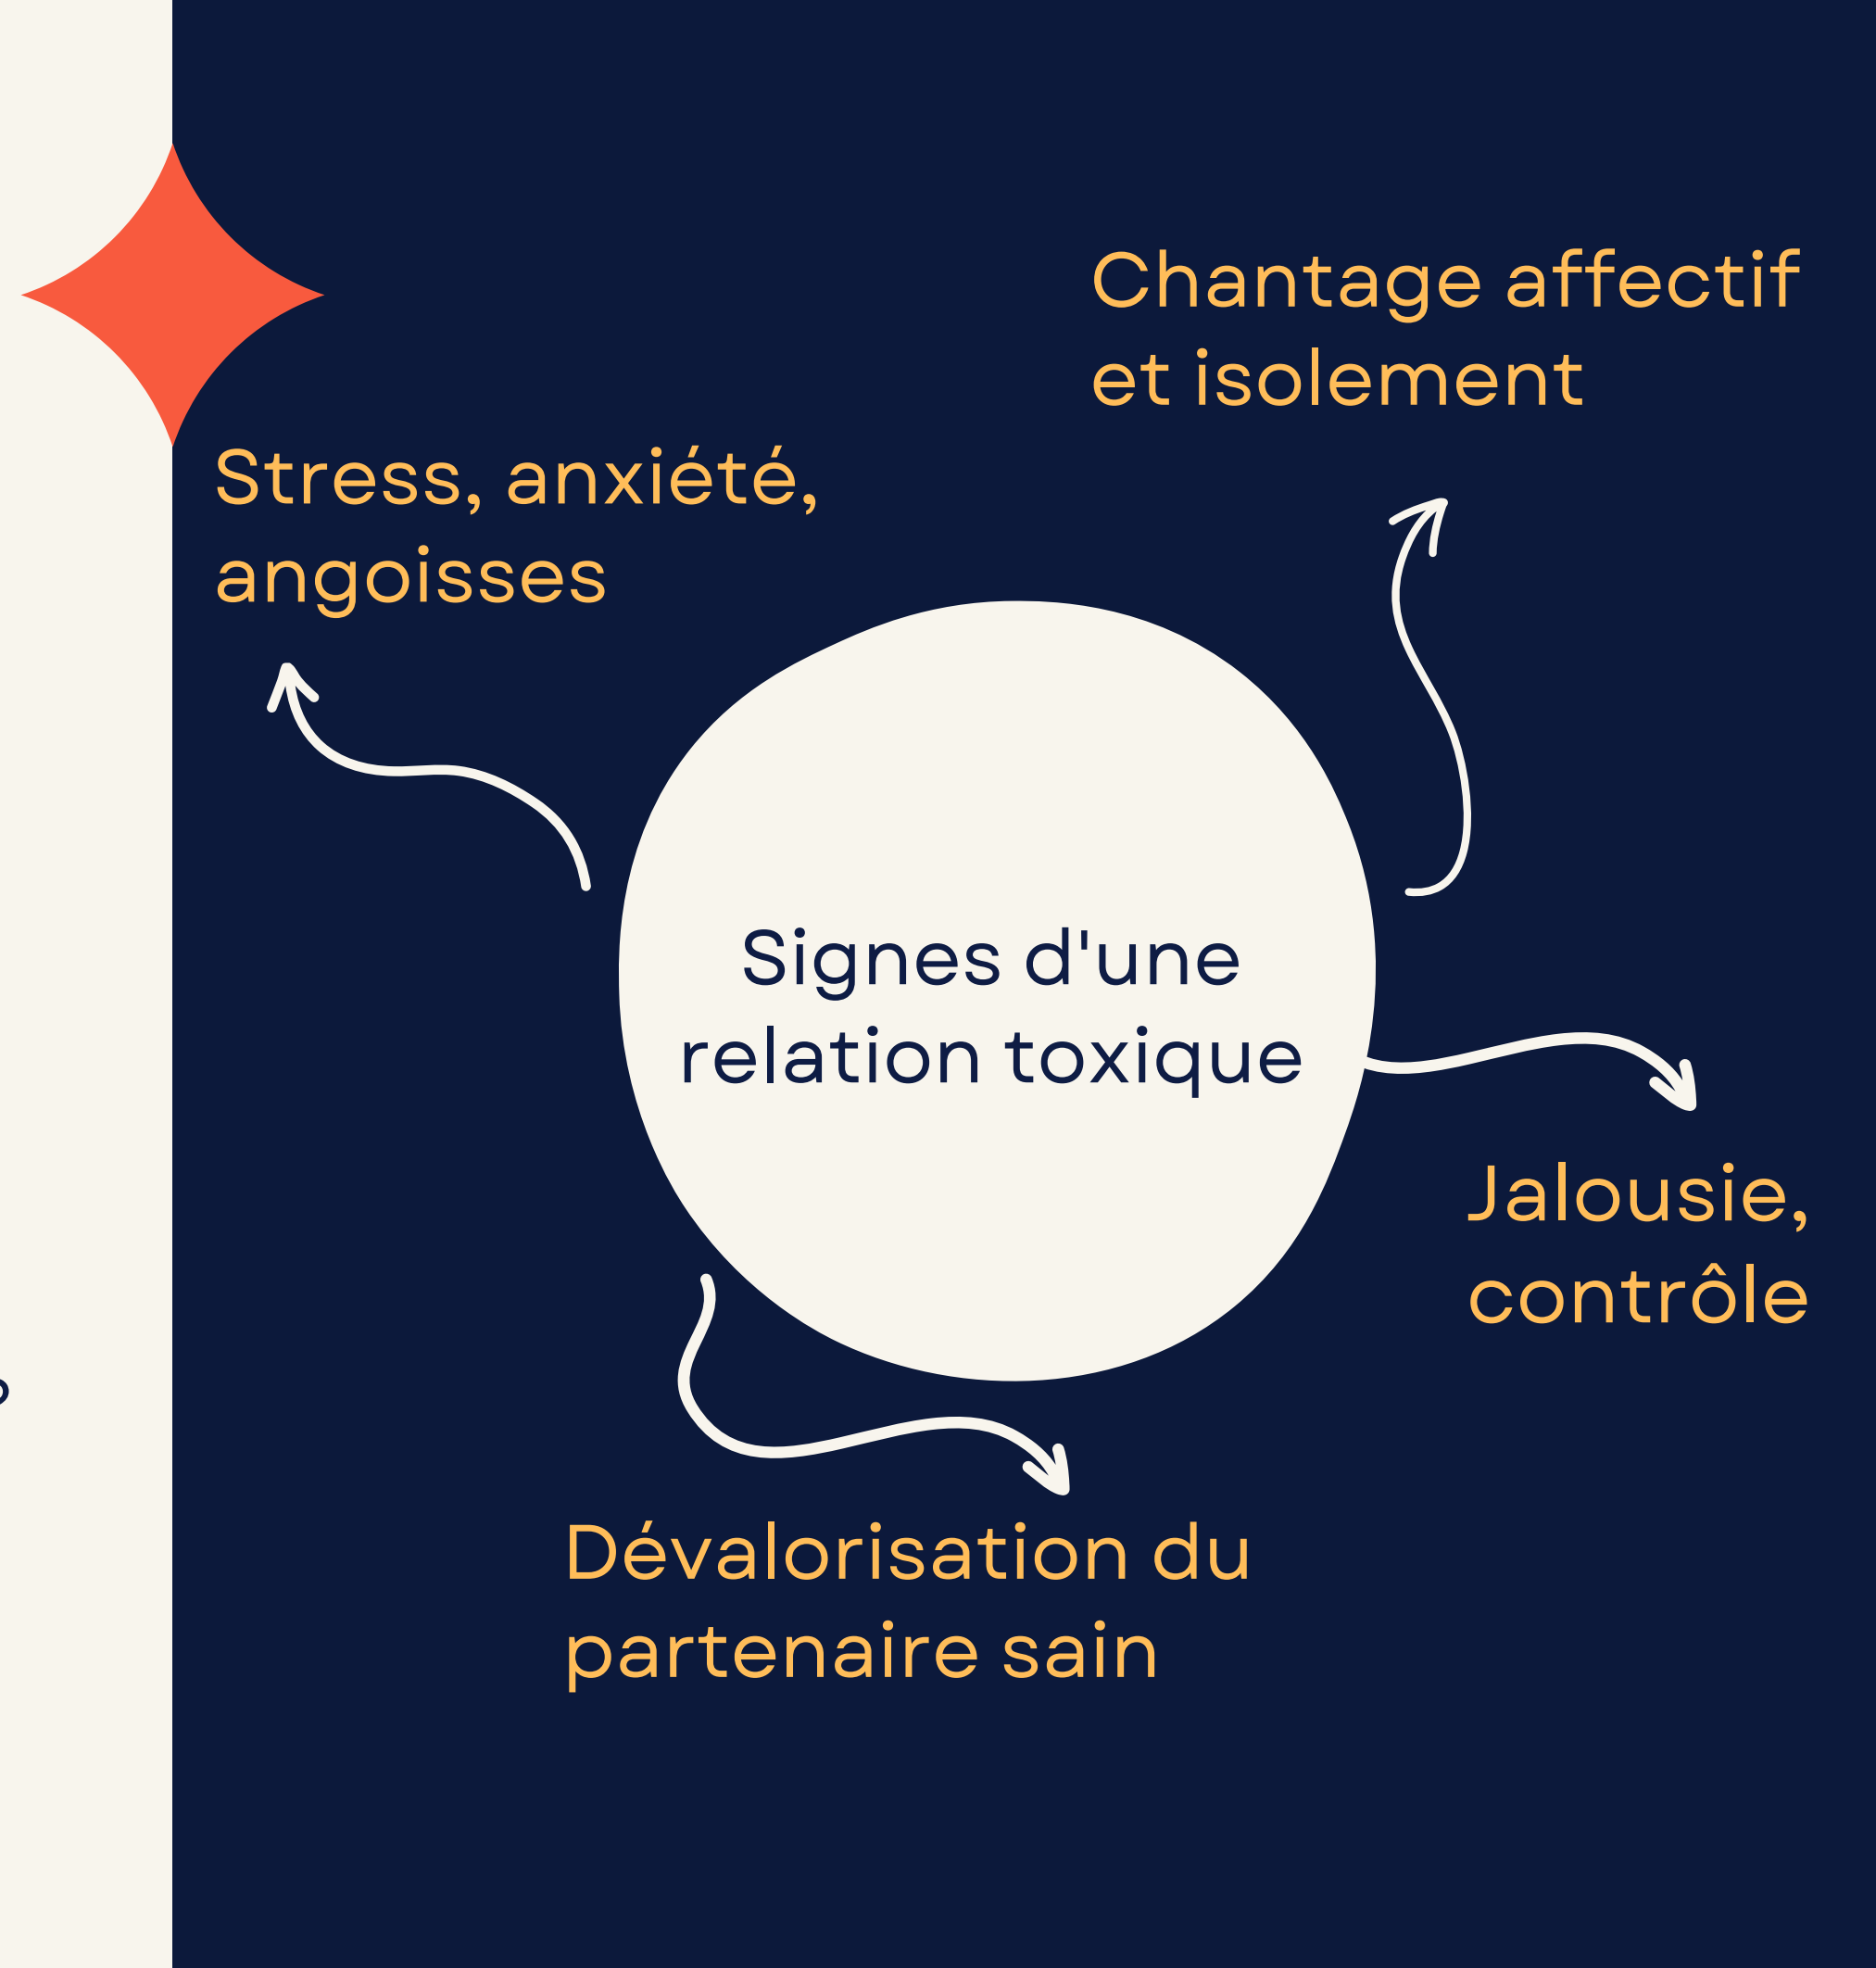 Chantage affectif
et isolement
Stress, anxiété,
angoisses
Signes d'une
relation toxique
Jalousie,
contrôle
Dévalorisation du
partenaire sain